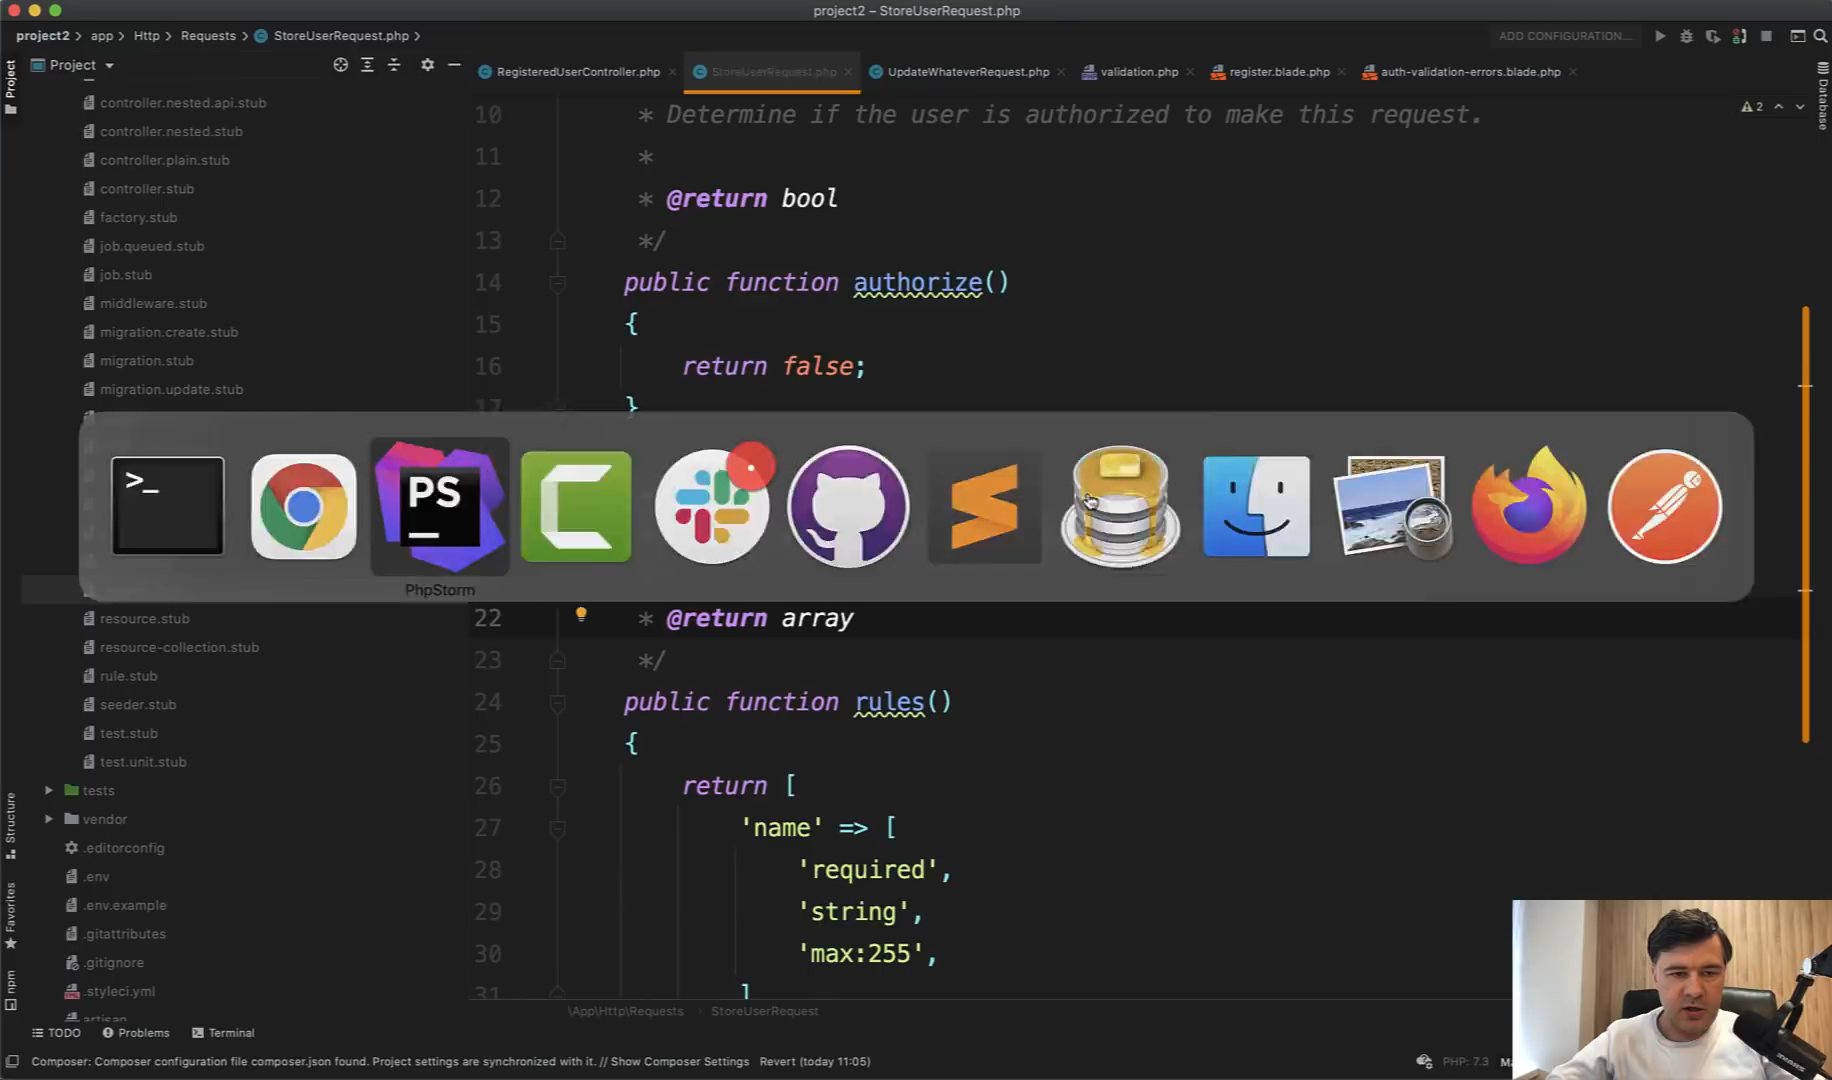 project2 – StoreUserRequest.php
project2 > app > Http > Requests > StoreUserRequest.php >
ADD CONFIGURATION...
Project
Project
RegisteredUserController.php
StoreUserRequest.php
UpdateWhateverRequest.php
validation.php
register.blade.php
auth-validation-errors.blade.php
Database
2
controller.nested.api.stub
controller.nested.stub
controller.plain.stub
controller.stub
factory.stub
job.queued.stub
job.stub
middleware.stub
migration.create.stub
migration.stub
migration.update.stub
resource.stub
resource-collection.stub
rule.stub
seeder.stub
test.stub
test.unit.stub
tests
vendor
.editorconfig
.env
.env.example
.gitattributes
.gitignore
.styleci.yml
artisan
Structure
Favorites
npm
10 * Determine if the user is authorized to make this request.
11 *
12 * @return bool
13 */
14 public function authorize()
15 {
16 return false;
17 }
>_
PS
PhpStorm
22 * @return array
23 */
24 public function rules()
25 {
26 return [
27 'name' => [
28 'required',
29 'string',
30 'max:255',
31 ]
\App\Http\Requests > StoreUserRequest
TODO
Problems
Terminal
Composer: Composer configuration file composer.json found. Project settings are synchronized with it. // Show Composer Settings Revert (today 11:05)
PHP: 7.3